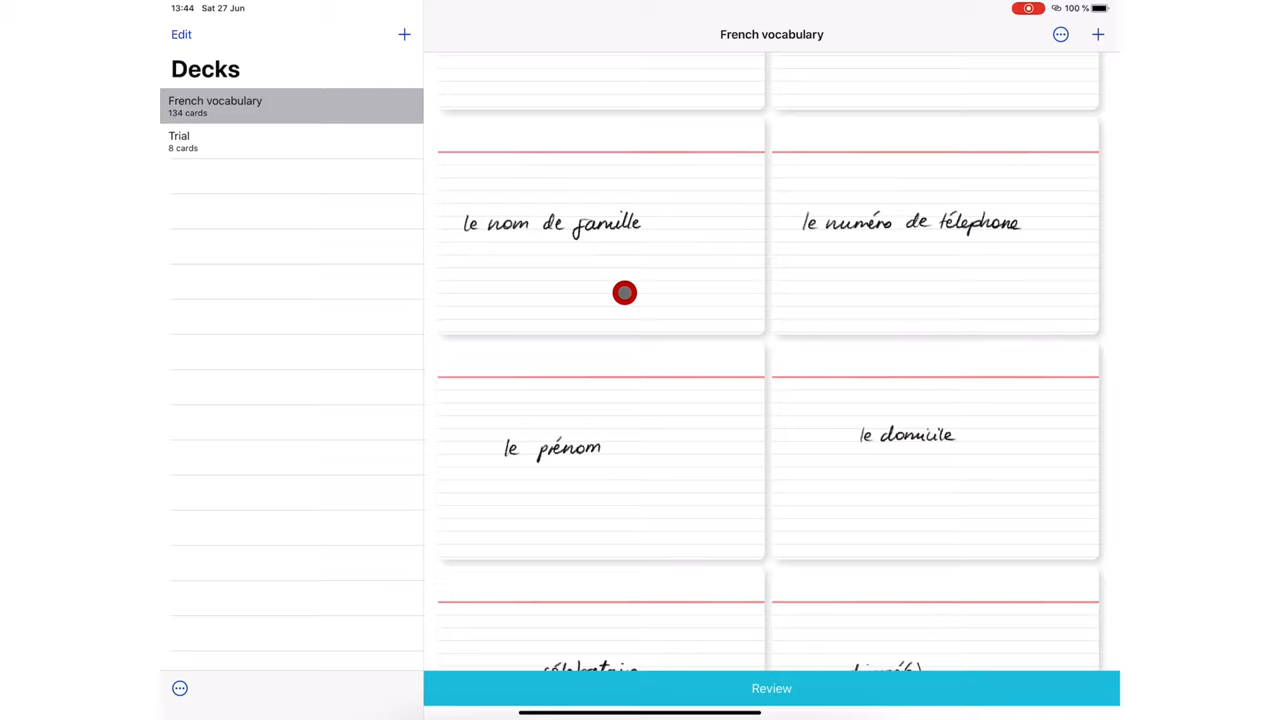 13:44 Sat 27 Jun
100 %
Edit
French vocabulary
Decks
French vocabulary
134 cards
Trial
8 cards
le nom de famille
le numéro de télephone
le prénom
le domicile
Review